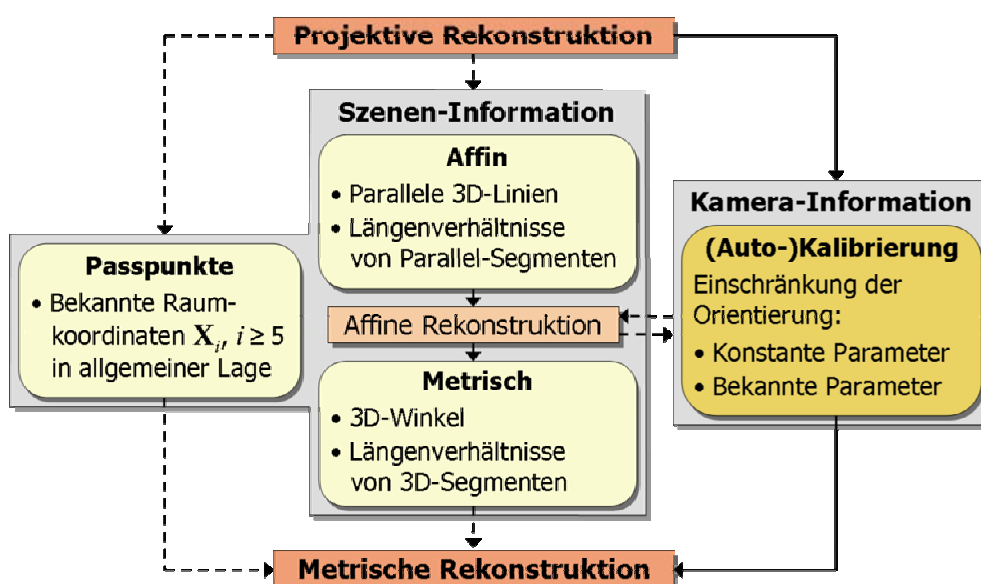 Projektive Rekonstruktion
Szenen-Information
Affin
• Parallele 3D-Linien
• Längenverhältnisse
von Parallel-Segmenten
Affine Rekonstruktion
Metrisch
• 3D-Winkel
• Längenverhältnisse
von 3D-Segmenten
Passpunkte
• Bekannte Raum-
koordinaten Xᵢ, i ≥ 5
in allgemeiner Lage
Kamera-Information
(Auto-)Kalibrierung
Einschränkung der
Orientierung:
• Konstante Parameter
• Bekannte Parameter
Metrische Rekonstruktion